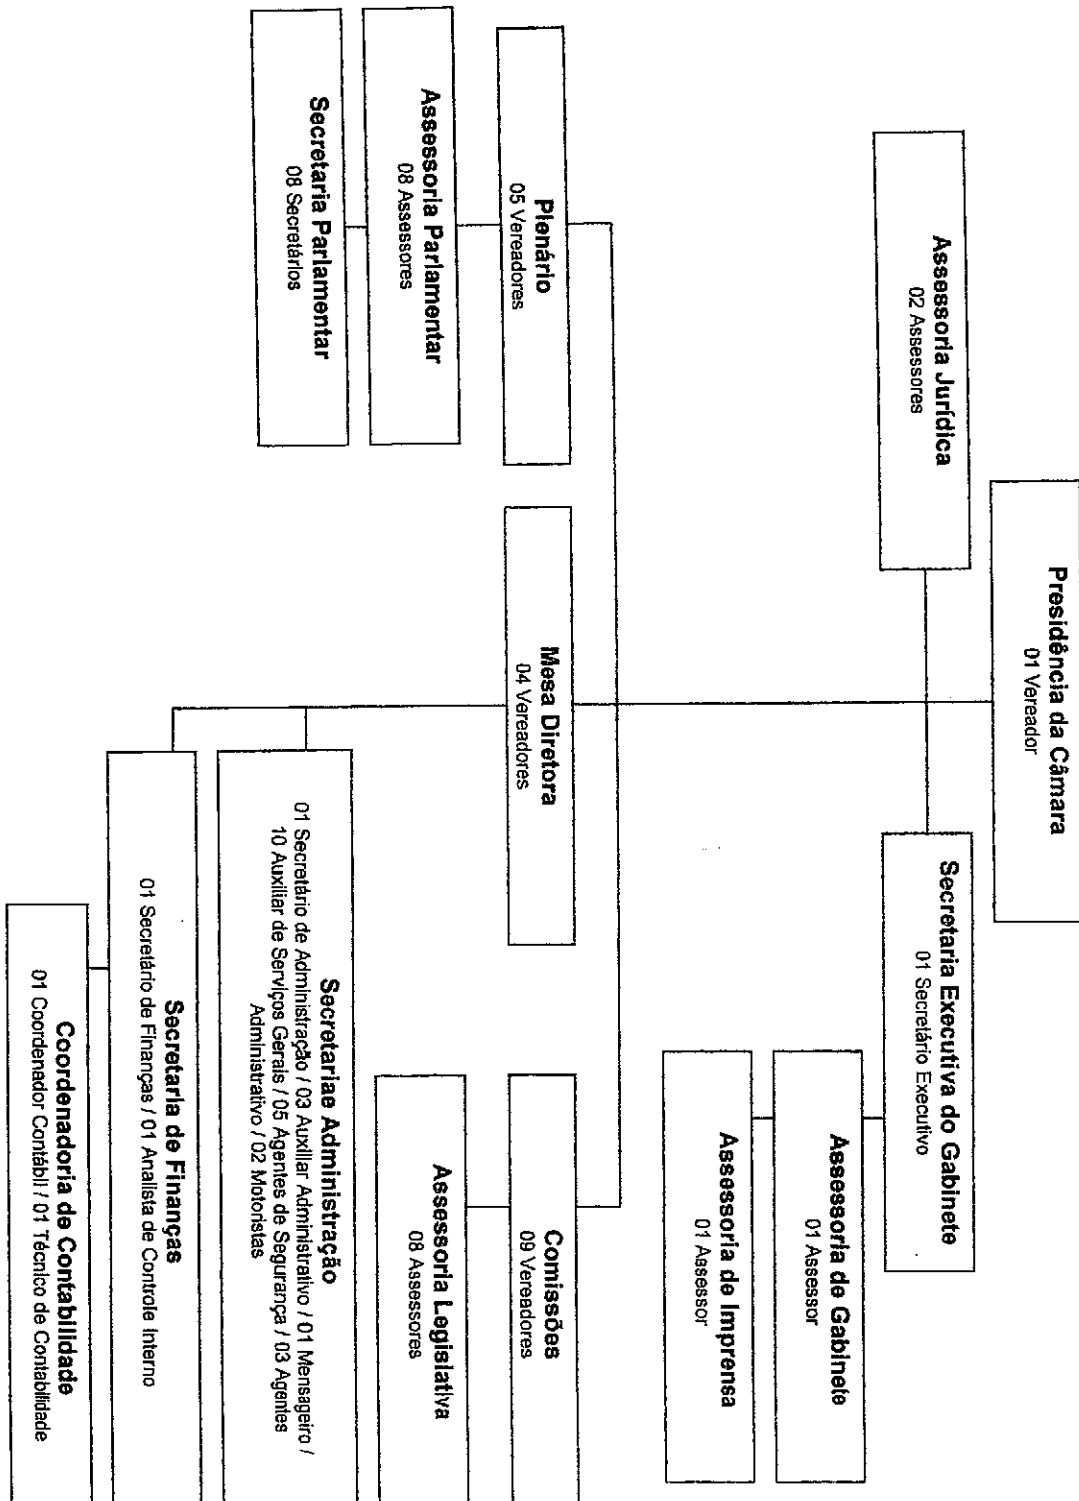 Presidência da Câmara
01 Vereador
Assessoria Jurídica
02 Assessores
Secretaria Executiva do Gabinete
01 Secretário Executivo
Assessoria de Gabinete
01 Assessor
Assessoria de Imprensa
01 Assessor
Plenário
05 Vereadores
Assessoria Parlamentar
08 Assessores
Secretaria Parlamentar
08 Secretários
Mesa Diretora
04 Vereadores
Comissões
09 Vereadores
Assessoria Legislativa
08 Assessores
Secretariae Administração
01 Secretário de Administração / 03 Auxiliar Administrativo / 01 Mensageiro /
10 Auxiliar de Serviços Gerais / 05 Agentes de Segurança / 03 Agentes
Administrativo / 02 Motoristas
Secretaria de Finanças
01 Secretário de Finanças / 01 Analista de Controle Interno
Coordenadoria de Contabilidade
01 Coordenador Contábil / 01 Técnico de Contabilidade